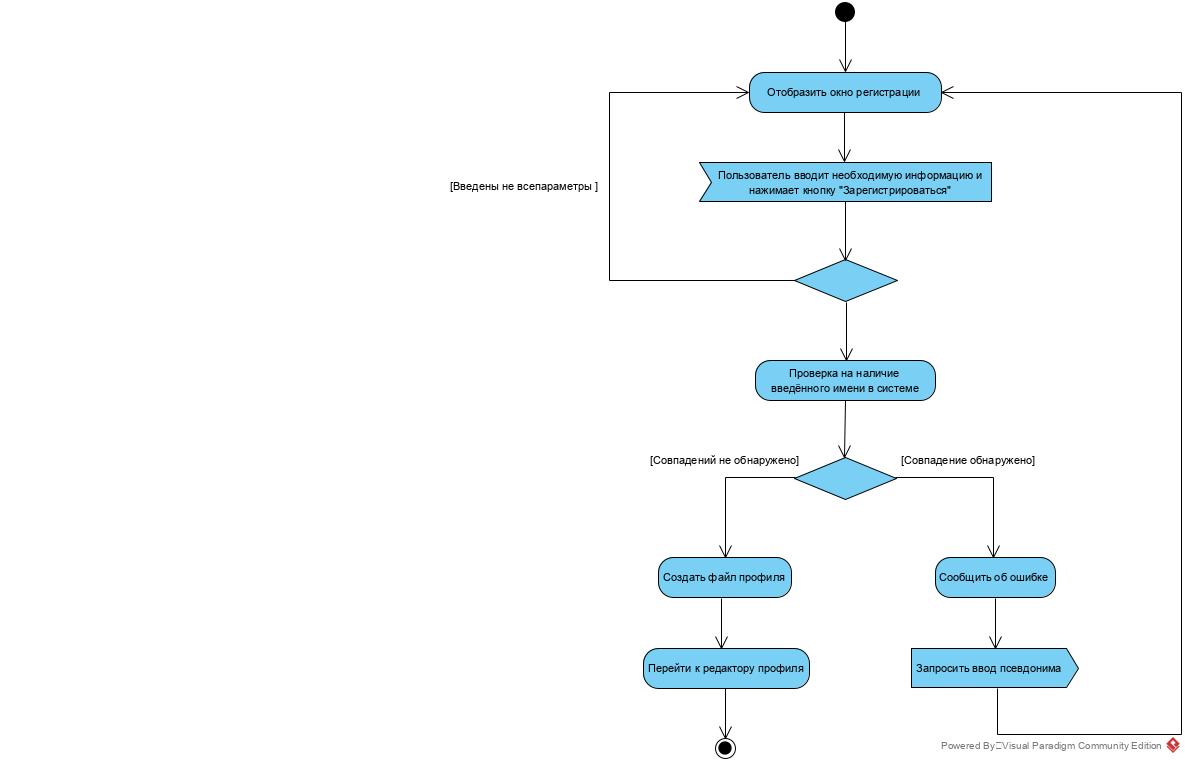 Отобразить окно регистрации
Пользователь вводит необходимую информацию и
нажимает кнопку "Зарегистрироваться"
[Введены не всепараметры ]
Проверка на наличие
введённого имени в системе
[Совпадений не обнаружено]
[Совпадение обнаружено]
Создать файл профиля
Сообщить об ошибке
Перейти к редактору профиля
Запросить ввод псевдонима
Powered By Visual Paradigm Community Edition